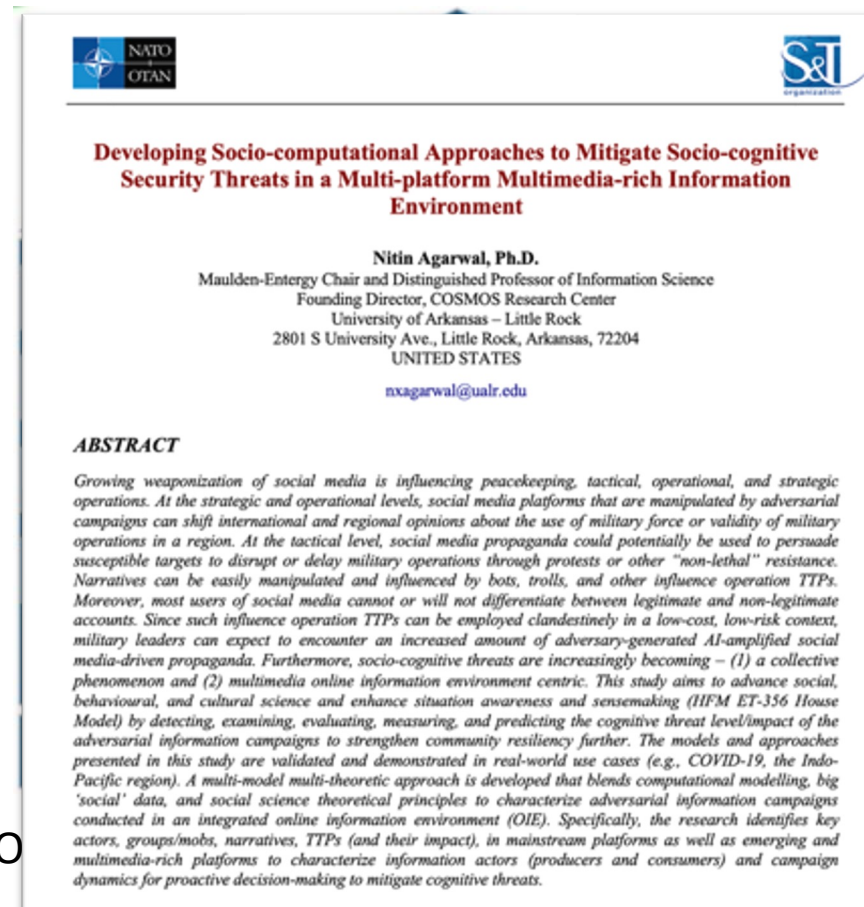 NATO
OTAN
S&T
organization
Developing Socio-computational Approaches to Mitigate Socio-cognitive
Security Threats in a Multi-platform Multimedia-rich Information
Environment
Nitin Agarwal, Ph.D.
Maulden-Entergy Chair and Distinguished Professor of Information Science
Founding Director, COSMOS Research Center
University of Arkansas – Little Rock
2801 S University Ave., Little Rock, Arkansas, 72204
UNITED STATES
nxagarwal@ualr.edu
ABSTRACT
Growing weaponization of social media is influencing peacekeeping, tactical, operational, and strategic
operations. At the strategic and operational levels, social media platforms that are manipulated by adversarial
campaigns can shift international and regional opinions about the use of military force or validity of military
operations in a region. At the tactical level, social media propaganda could potentially be used to persuade
susceptible targets to disrupt or delay military operations through protests or other “non-lethal” resistance.
Narratives can be easily manipulated and influenced by bots, trolls, and other influence operation TTPs.
Moreover, most users of social media cannot or will not differentiate between legitimate and non-legitimate
accounts. Since such influence operation TTPs can be employed clandestinely in a low-cost, low-risk context,
military leaders can expect to encounter an increased amount of adversary-generated AI-amplified social
media-driven propaganda. Furthermore, socio-cognitive threats are increasingly becoming – (1) a collective
phenomenon and (2) multimedia online information environment centric. This study aims to advance social,
behavioural, and cultural science and enhance situation awareness and sensemaking (HFM ET-356 House
Model) by detecting, examining, evaluating, measuring, and predicting the cognitive threat level/impact of the
adversarial information campaigns to strengthen community resiliency further. The models and approaches
presented in this study are validated and demonstrated in real-world use cases (e.g., COVID-19, the Indo-
Pacific region). A multi-model multi-theoretic approach is developed that blends computational modelling, big
‘social’ data, and social science theoretical principles to characterize adversarial information campaigns
conducted in an integrated online information environment (OIE). Specifically, the research identifies key
actors, groups/mobs, narratives, TTPs (and their impact), in mainstream platforms as well as emerging and
multimedia-rich platforms to characterize information actors (producers and consumers) and campaign
dynamics for proactive decision-making to mitigate cognitive threats.